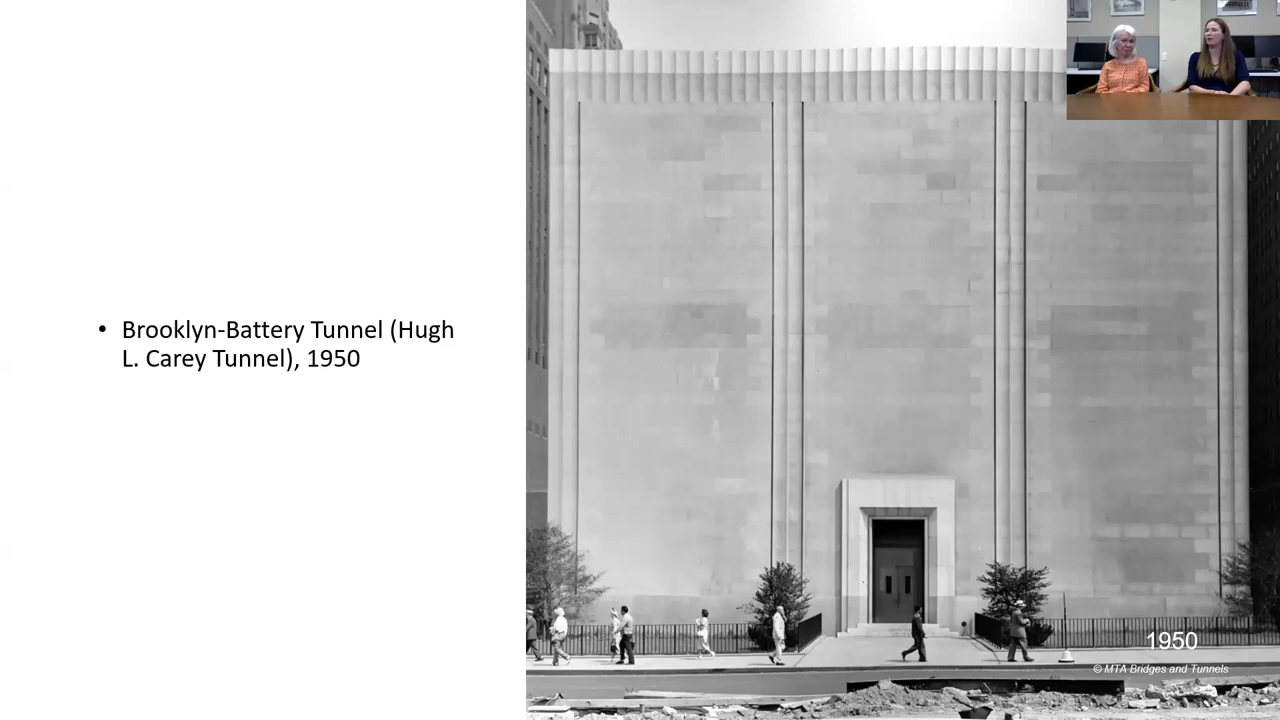 • Brooklyn-Battery Tunnel (Hugh
L. Carey Tunnel), 1950
1950
© MTA Bridges and Tunnels